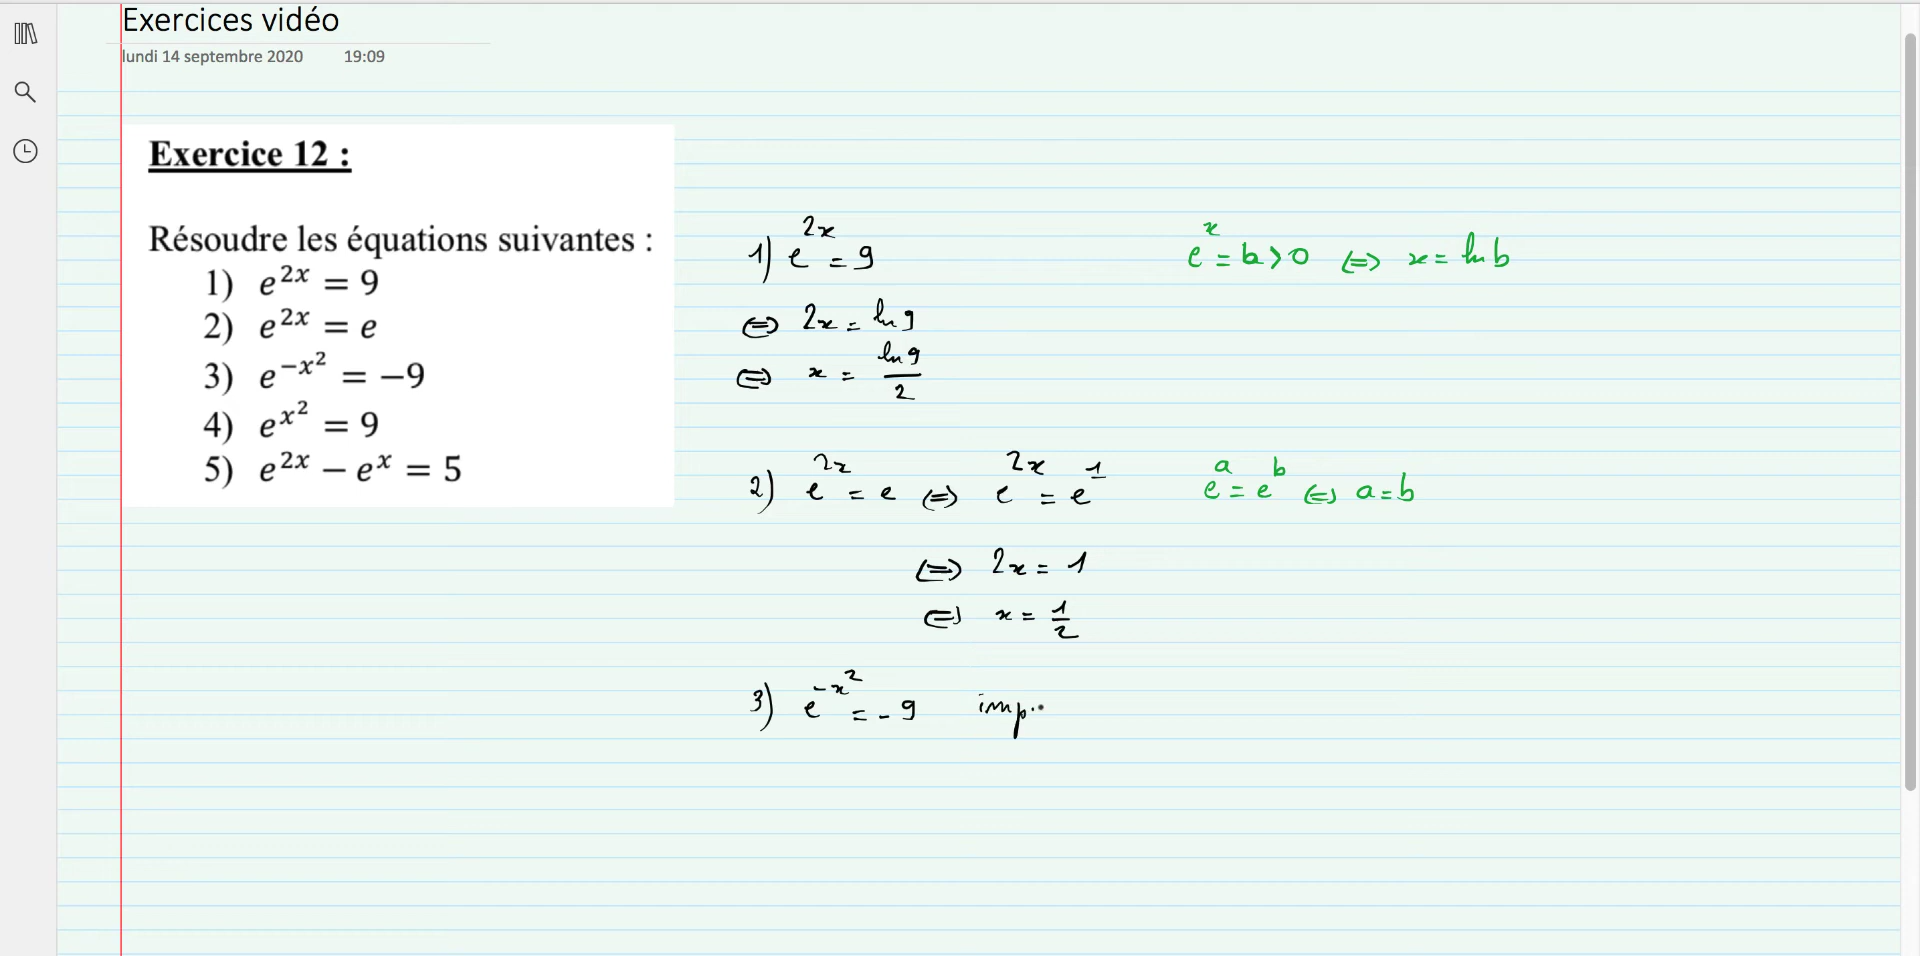 Exercices vidéo
lundi 14 septembre 2020 19:09
Exercice 12 :
Résoudre les équations suivantes :
1) e^{2x} = 9
2) e^{2x} = e
3) e^{-x^2} = -9
4) e^{x^2} = 9
5) e^{2x} - e^x = 5
1) e^{2x} = 9
e^x = b > 0 ⇔ x = ln b
⇔ 2x = ln 9
⇔ x = \frac{ln 9}{2}
2) e^{2x} = e ⇔ e^{2x} = e^1
e^a = e^b ⇔ a = b
⇔ 2x = 1
⇔ x = \frac{1}{2}
3) e^{-x^2} = -9 imp.